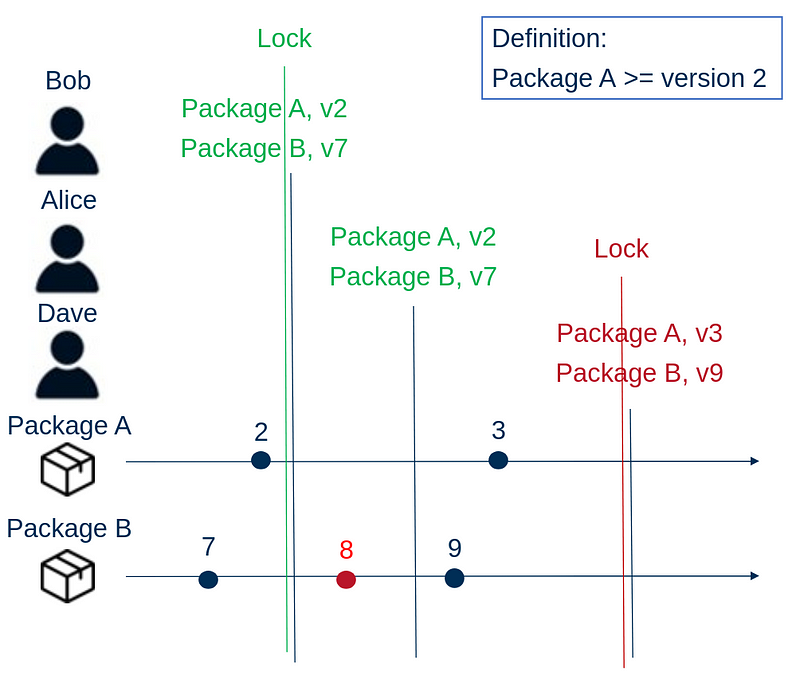 Lock
Definition:
Package A >= version 2
Bob
Package A, v2
Package B, v7
Alice
Package A, v2
Package B, v7
Lock
Dave
Package A, v3
Package B, v9
Package A
2
3
Package B
7
8
9